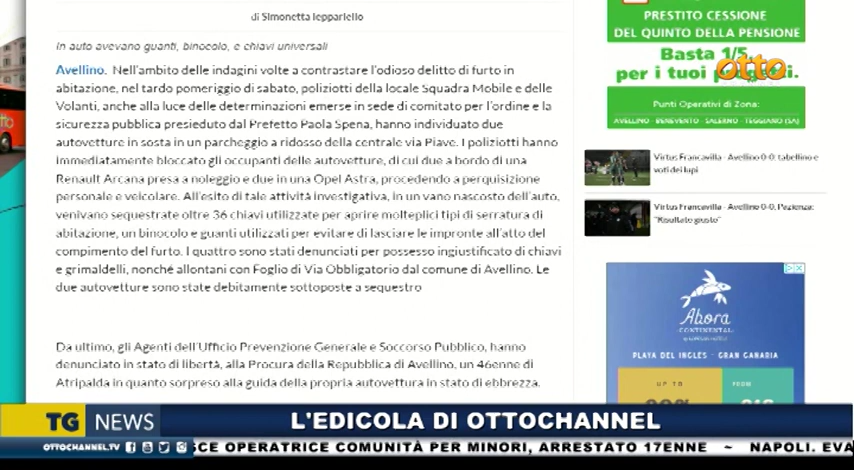 di Simonetta Ieppariello
In auto avevano guanti, binocolo, e chiavi universali
Avellino. Nell'ambito delle indagini volte a contrastare l'odioso delitto di furto in
abitazione, nel tardo pomeriggio di sabato, poliziotti della locale Squadra Mobile e delle
Volanti, anche alla luce delle determinazioni emerse in sede di comitato per l'ordine e la
sicurezza pubblica presieduto dal Prefetto Paola Spena, hanno individuato due
autovetture in sosta in un parcheggio a ridosso della centrale via Piave. I poliziotti hanno
immediatamente bloccato gli occupanti delle autovetture, di cui due a bordo di una
Renault Arcana presa a noleggio e due in una Opel Astra, procedendo a perquisizione
personale e veicolare. All'esito di tale attività investigativa, in un vano nascosto dell'auto,
venivano sequestrate oltre 36 chiavi utilizzate per aprire molteplici tipi di serratura di
abitazione, un binocolo e guanti utilizzati per evitare di lasciare le impronte all'atto del
compimento del furto. I quattro sono stati denunciati per possesso ingiustificato di chiavi
e grimaldelli, nonché allontani con Foglio di Via Obbligatorio dal comune di Avellino. Le
due autovetture sono state debitamente sottoposte a sequestro
Da ultimo, gli Agenti dell'Ufficio Prevenzione Generale e Soccorso Pubblico, hanno
denunciato in stato di libertà, alla Procura della Repubblica di Avellino, un 46enne di
Atripalda in quanto sorpreso alla guida della propria autovettura in stato di ebbrezza.
PRESTITO CESSIONE
DEL QUINTO DELLA PENSIONE
Basta 1/5
per i tuoi progetti.
otto
Punti Operativi di Zona:
AVELLINO - BENEVENTO - SALERNO - TEGGIANO (SA)
Virtus Francavilla - Avellino 0-0: tabellino e
voti dei lupi
Virtus Francavilla - Avellino 0-0, Pazienza:
"Risultato giusto"
Abora
CONTINENTAL
PLAYA DEL INGLES - GRAN CANARIA
UP TO
FROM
TG NEWS
L'EDICOLA DI OTTOCHANNEL
OTTOCHANNEL.TV
SCE OPERATRICE COMUNITÀ PER MINORI, ARRESTATO 17ENNE ~ NAPOLI. EVA